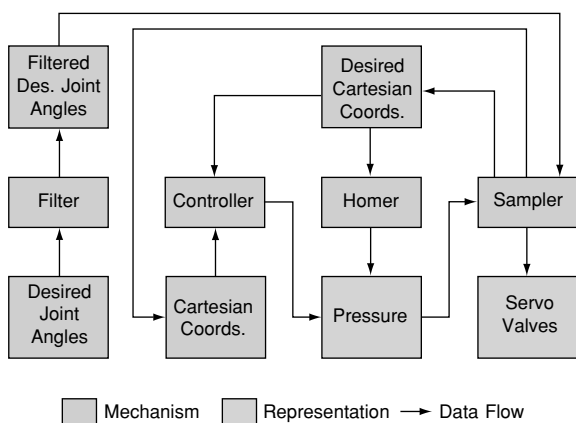 Filtered
Des. Joint
Angles
Desired
Cartesian
Coords.
Filter
Controller
Homer
Sampler
Desired
Joint
Angles
Cartesian
Coords.
Pressure
Servo
Valves
Mechanism
Representation
Data Flow